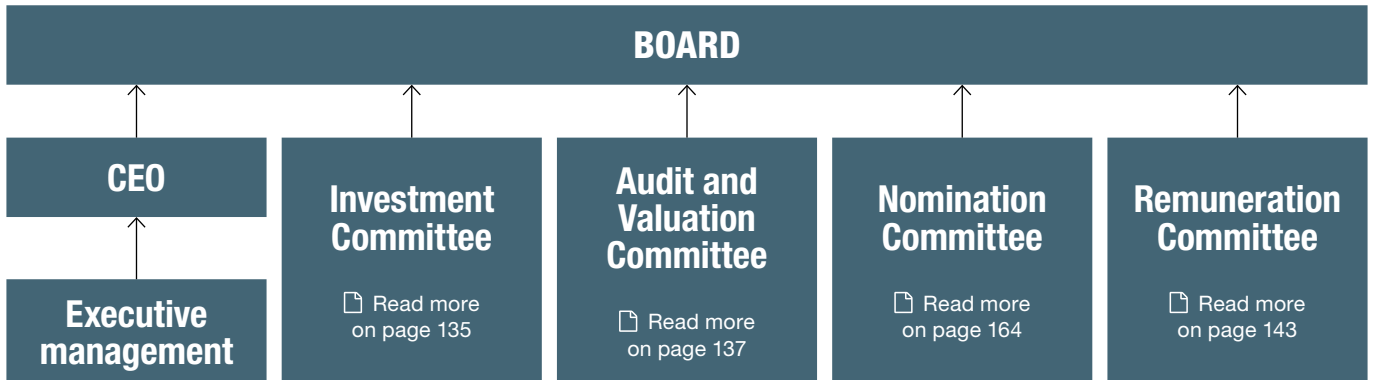 BOARD
CEO
Executive
management
Investment
Committee
Read more
on page 135
Audit and
Valuation
Committee
Read more
on page 137
Nomination
Committee
Read more
on page 164
Remuneration
Committee
Read more
on page 143